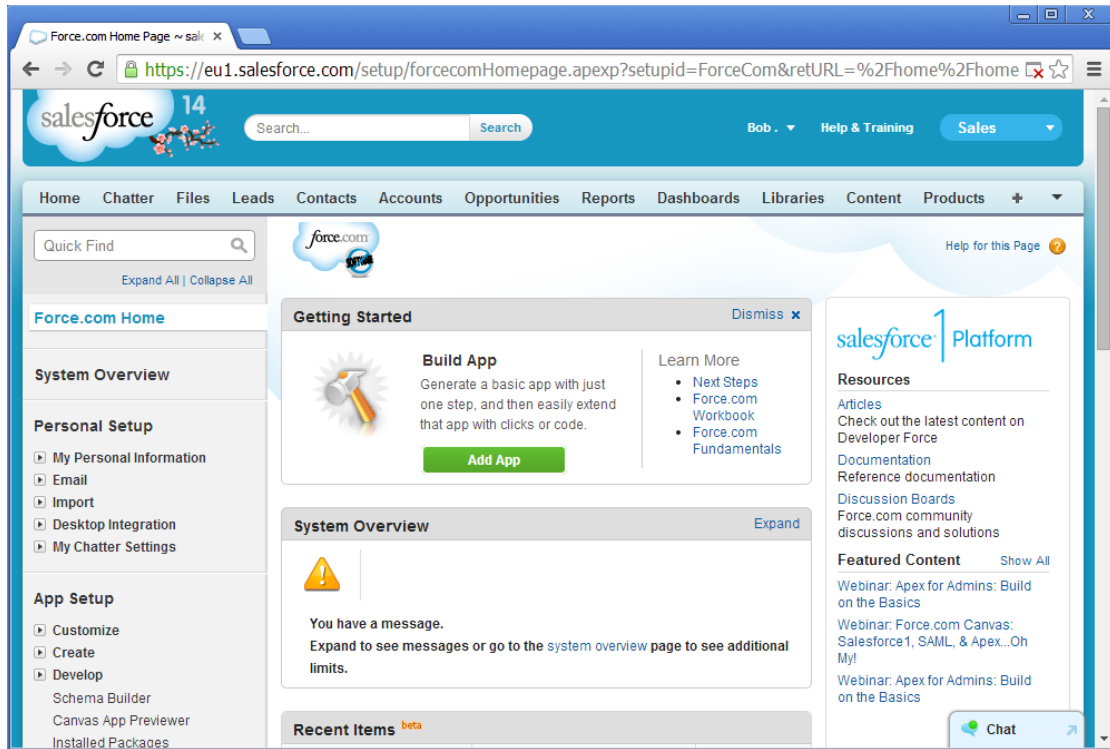 Force.com Home Page ~ sale
https://eu1.salesforce.com/setup/forcecomHomepage.apexp?setupid=ForceCom&retURL=%2Fhome%2Fhome
salesforce 14
Search...
Search
Bob .
Help & Training
Sales
Home Chatter Files Leads Contacts Accounts Opportunities Reports Dashboards Libraries Content Products +
Quick Find
Expand All | Collapse All
Force.com Home
System Overview
Personal Setup
My Personal Information
Email
Import
Desktop Integration
My Chatter Settings
App Setup
Customize
Create
Develop
Schema Builder
Canvas App Previewer
Installed Packages
force.com
SOFTWARE
Help for this Page ?
Getting Started
Dismiss x
Build App
Generate a basic app with just
one step, and then easily extend
that app with clicks or code.
Add App
Learn More
Next Steps
Force.com
Workbook
Force.com
Fundamentals
System Overview
Expand
You have a message.
Expand to see messages or go to the system overview page to see additional
limits.
Recent Items beta
salesforce1 Platform
Resources
Articles
Check out the latest content on
Developer Force
Documentation
Reference documentation
Discussion Boards
Force.com community
discussions and solutions
Featured Content Show All
Webinar: Apex for Admins: Build
on the Basics
Webinar: Force.com Canvas:
Salesforce1, SAML, & Apex...Oh
My!
Webinar: Apex for Admins: Build
on the Basics
Chat